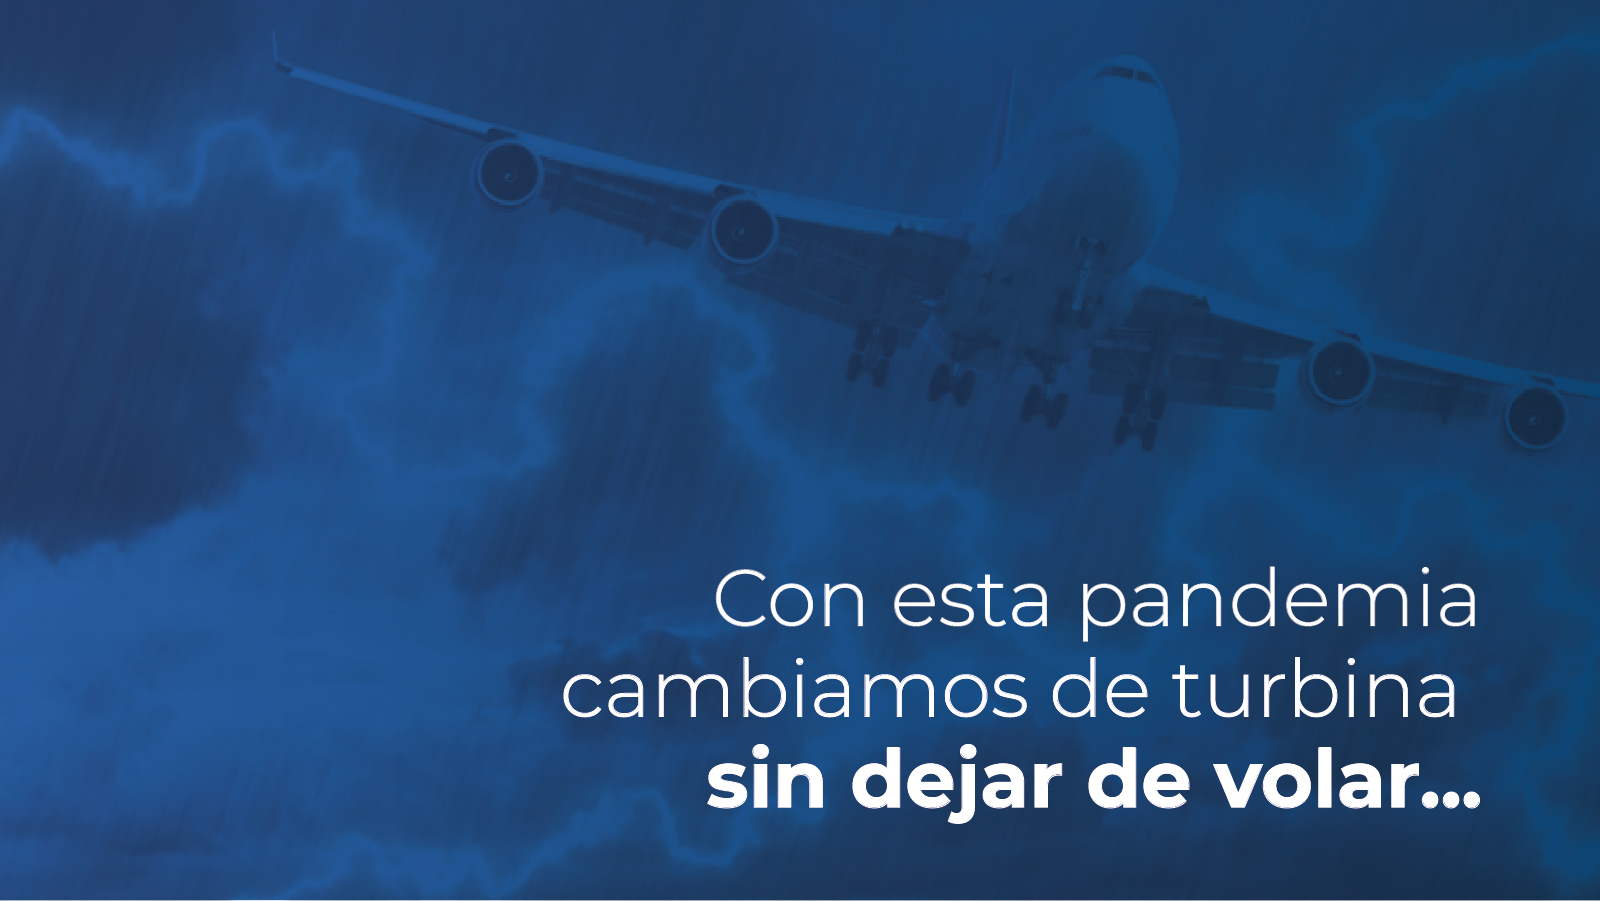 Con esta pandemia
cambiamos de turbina
sin dejar de volar...